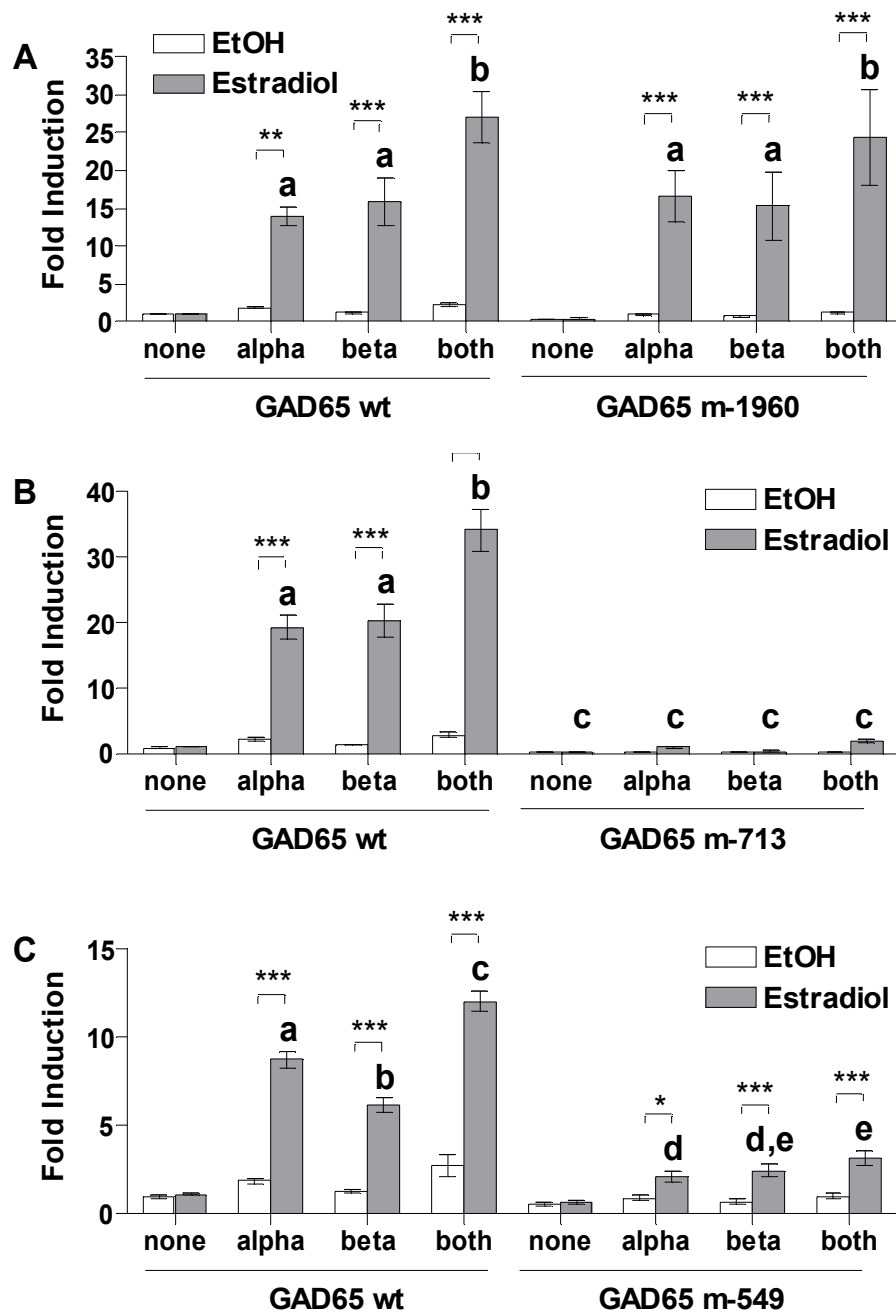 A
EtOH
Estradiol
Fold Induction
35
30
25
20
15
10
5
0
**
a
***
a
***
b
***
a
***
a
***
b
none alpha beta both none alpha beta both
GAD65 wt GAD65 m-1960
B
EtOH
Estradiol
Fold Induction
40
30
20
10
0
***
a
***
a
b
c c c c
none alpha beta both none alpha beta both
GAD65 wt GAD65 m-713
C
EtOH
Estradiol
Fold Induction
15
10
5
0
***
a
***
b
***
c
*
d
***
d,e
***
e
none alpha beta both none alpha beta both
GAD65 wt GAD65 m-549